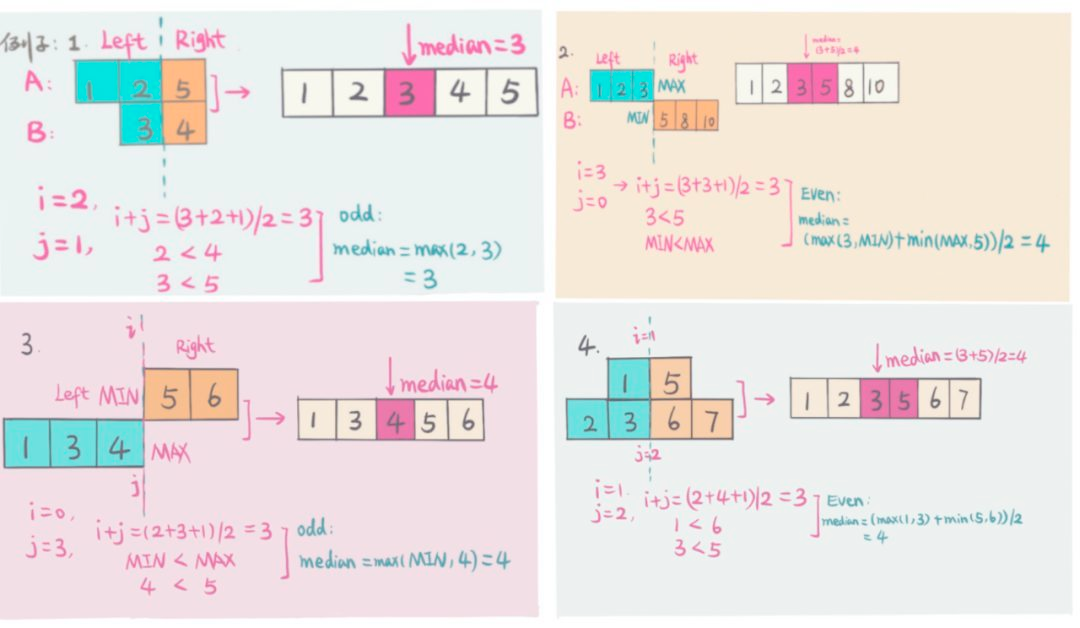 例子: 1. Left Right
median=3
A: 1 2 5 → 1 2 3 4 5
B: 3 4
i=2,
j=1,
i+j=(3+2+1)/2=3
2 < 4
3 < 5
odd:
median=max(2,3)
=3
2. Left Right
median=
(3+5)/2=4
A: 1 2 3 MAX 1 2 3 5 8 10
B: MIN 5 8 10
i=3
j=0
→ i+j=(3+3+1)/2=3
3<5
MIN<MAX
Even:
median=
(max(3,MIN)+min(MAX,5))/2=4
3. i
Right
Left MIN 5 6
median=4
→ 1 3 4 5 6
1 3 4 MAX
j
i=0,
j=3,
i+j=(2+3+1)/2=3
MIN < MAX
4 < 5
odd:
median=max(MIN,4)=4
4. i=1
median=(3+5)/2=4
1 5
→ 1 2 3 5 6 7
2 3 6 7
j=2
i=1.
j=2,
i+j=(2+4+1)/2=3
1 < 6
3 < 5
Even:
median=(max(1,3)+min(5,6))/2
=4